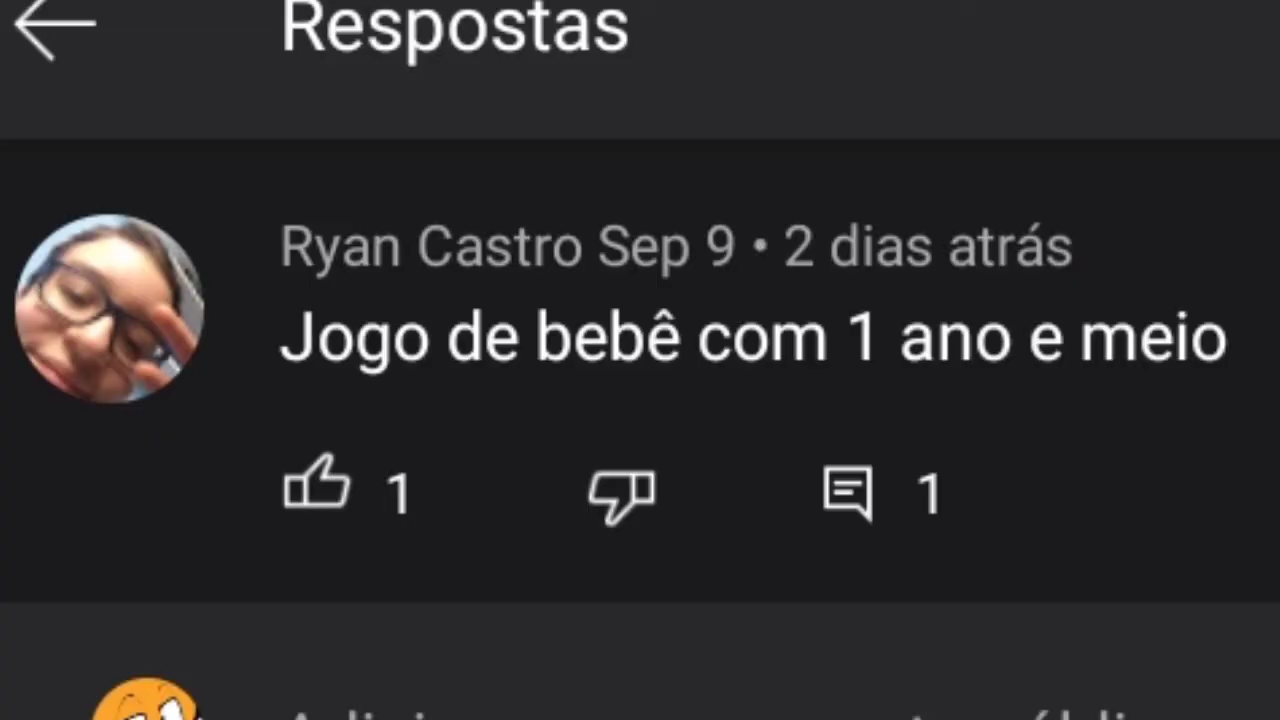 Respostas
Ryan Castro Sep 9 • 2 dias atrás
Jogo de bebê com 1 ano e meio
1 1